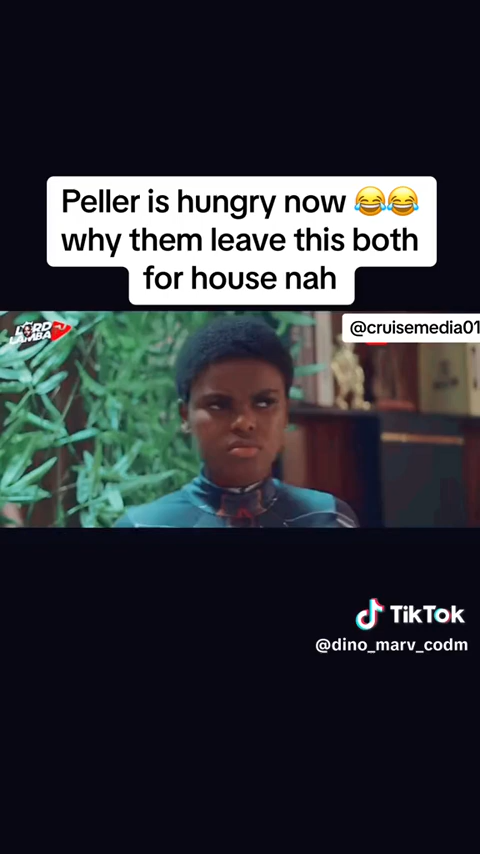 Peller is hungry now 😂😂
why them leave this both
for house nah
LORD
LAMBA
@cruisemedia01
TikTok
@dino_marv_codm